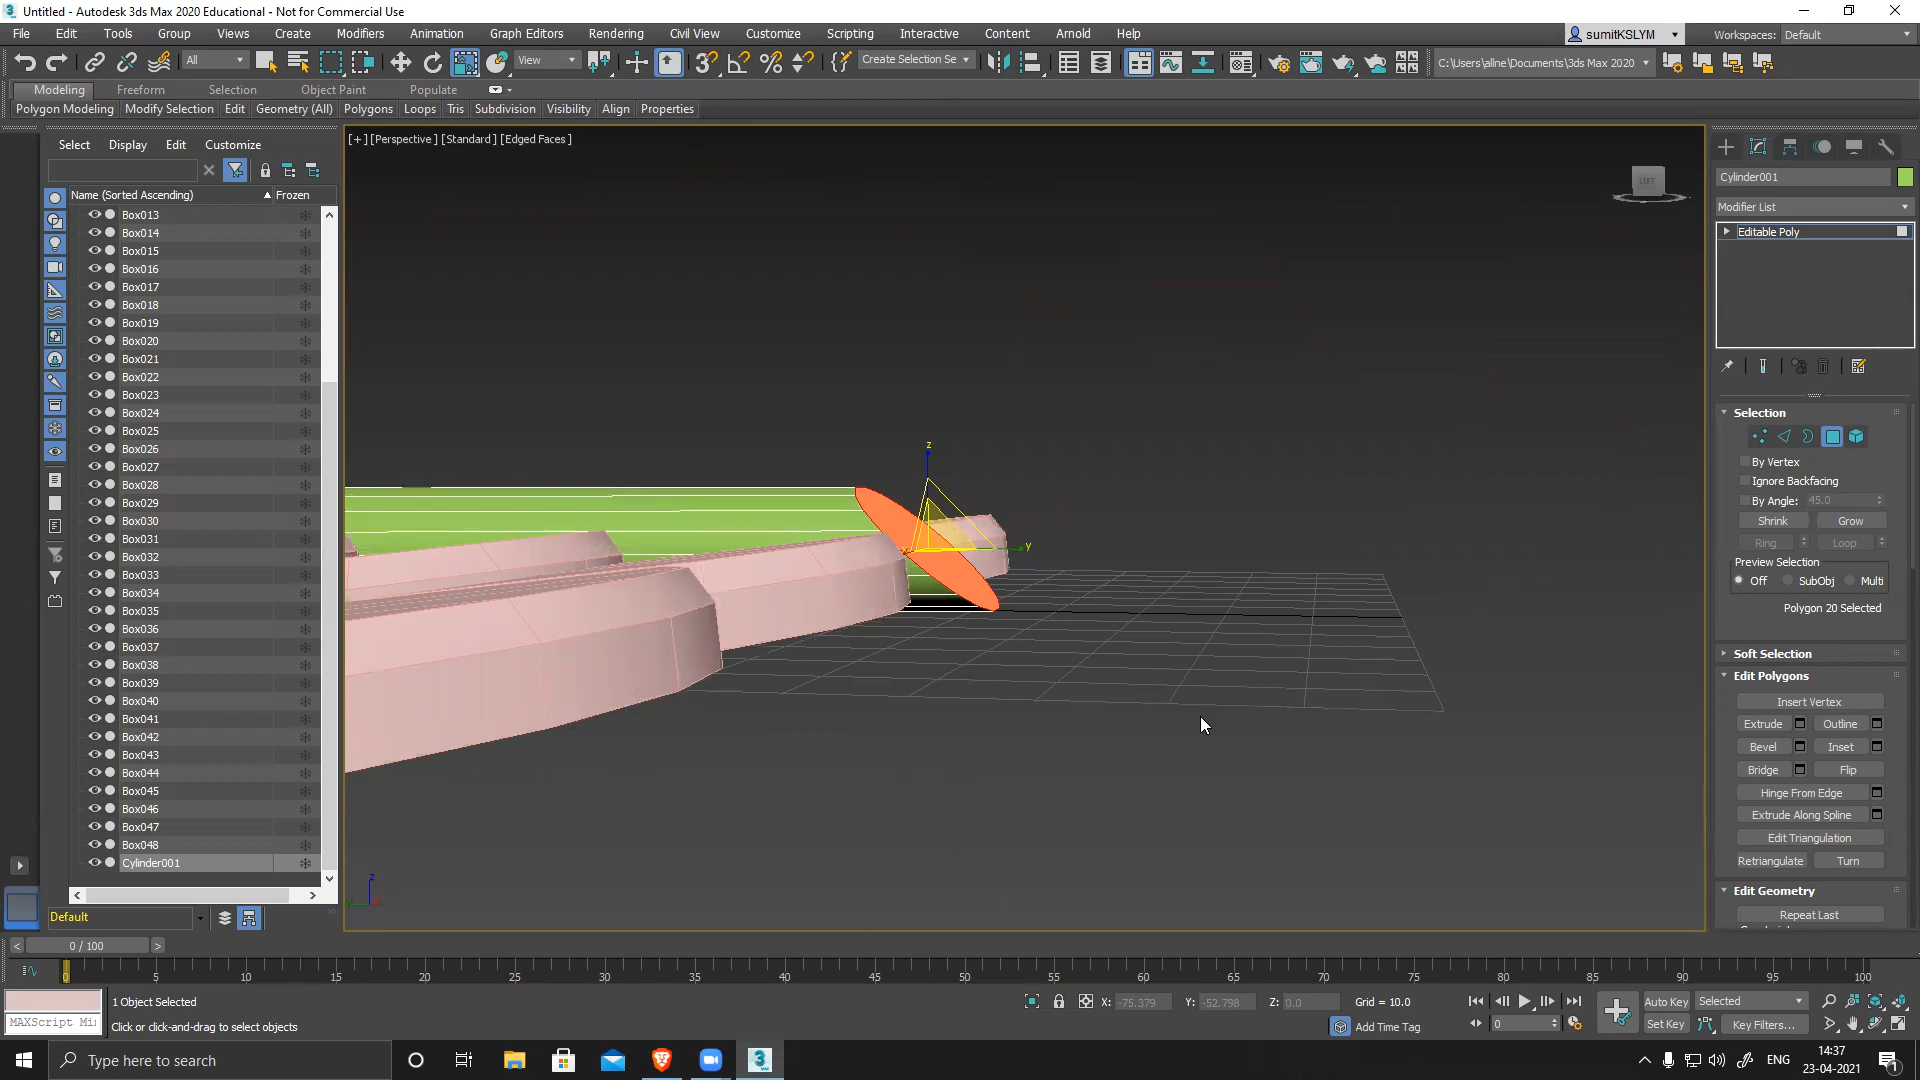 Untitled - Autodesk 3ds Max 2020 Educational - Not for Commercial Use
File Edit Tools Group Views Create Modifiers Animation Graph Editors Rendering Civil View Customize Scripting Interactive Content Arnold Help sumitKSLYM Workspaces: Default
All View Create Selection Se C:\Users\allne\Documents\3ds Max 2020
Modeling Freeform Selection Object Paint Populate
Polygon Modeling Modify Selection Edit Geometry (All) Polygons Loops Tris Subdivision Visibility Align Properties
Select Display Edit Customize
[+] [Perspective ] [Standard ] [Edged Faces ]
LEFT
Name (Sorted Ascending) Frozen
Box013
Box014
Box015
Box016
Box017
Box018
Box019
Box020
Box021
Box022
Box023
Box024
Box025
Box026
Box027
Box028
Box029
Box030
Box031
Box032
Box033
Box034
Box035
Box036
Box037
Box038
Box039
Box040
Box041
Box042
Box043
Box044
Box045
Box046
Box047
Box048
Cylinder001
Default
z
y
x
z
Cylinder001
Modifier List
Editable Poly
Selection
By Vertex
Ignore Backfacing
By Angle: 45.0
Shrink Grow
Ring Loop
Preview Selection
Off SubObj Multi
Polygon 20 Selected
Soft Selection
Edit Polygons
Insert Vertex
Extrude Outline
Bevel Inset
Bridge Flip
Hinge From Edge
Extrude Along Spline
Edit Triangulation
Retriangulate Turn
Edit Geometry
Repeat Last
0 / 100
0 5 10 15 20 25 30 35 40 45 50 55 60 65 70 75 80 85 90 95 100
1 Object Selected X: -75.379 Y: -52.798 Z: 0.0 Grid = 10.0 Auto Key Selected
MAXScript Mi Click or click-and-drag to select objects Add Time Tag 0 Set Key Key Filters...
Type here to search ENG 14:37
23-04-2021
1